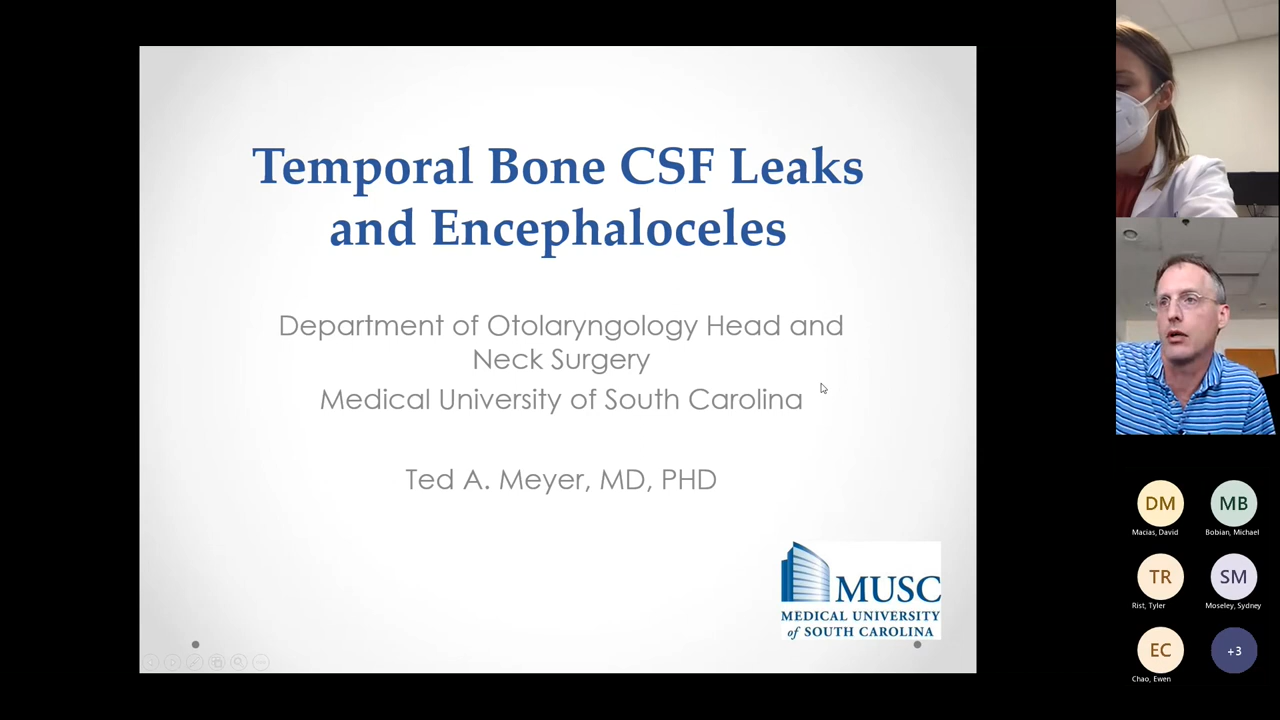 Temporal Bone CSF Leaks
and Encephaloceles
Department of Otolaryngology Head and
Neck Surgery
Medical University of South Carolina
Ted A. Meyer, MD, PHD
MUSC
MEDICAL UNIVERSITY
of SOUTH CAROLINA
DM
MB
Macias, David
Bobian, Michael
TR
SM
Rist, Tyler
Moseley, Sydney
EC
+3
Chao, Ewen